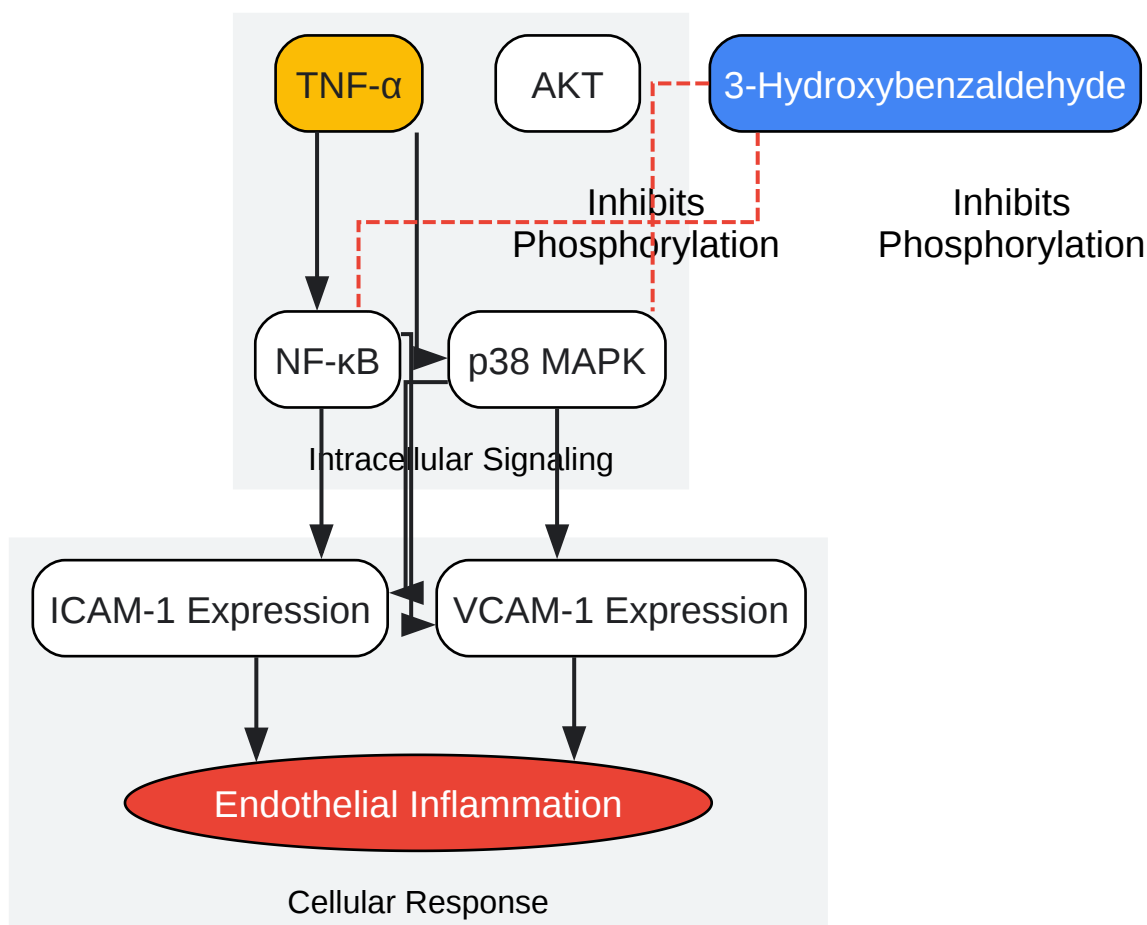 TNF-α
AKT
3-Hydroxybenzaldehyde
Inhibits
Phosphorylation
Inhibits
Phosphorylation
NF-κB
p38 MAPK
Intracellular Signaling
ICAM-1 Expression
VCAM-1 Expression
Endothelial Inflammation
Cellular Response